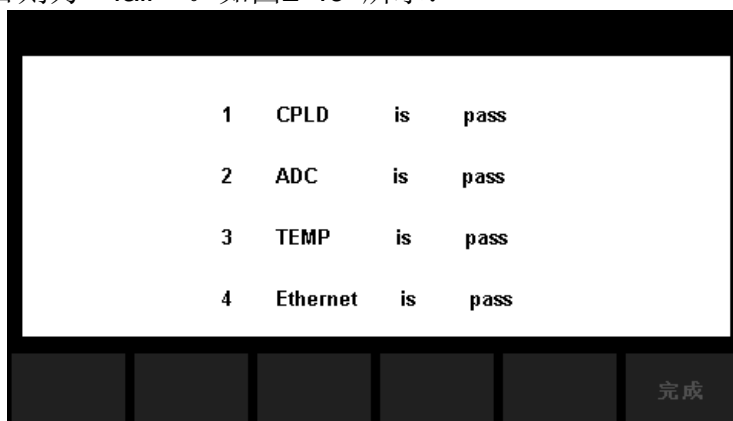 1 CPLD is pass
2 ADC is pass
3 TEMP is pass
4 Ethernet is pass
完成